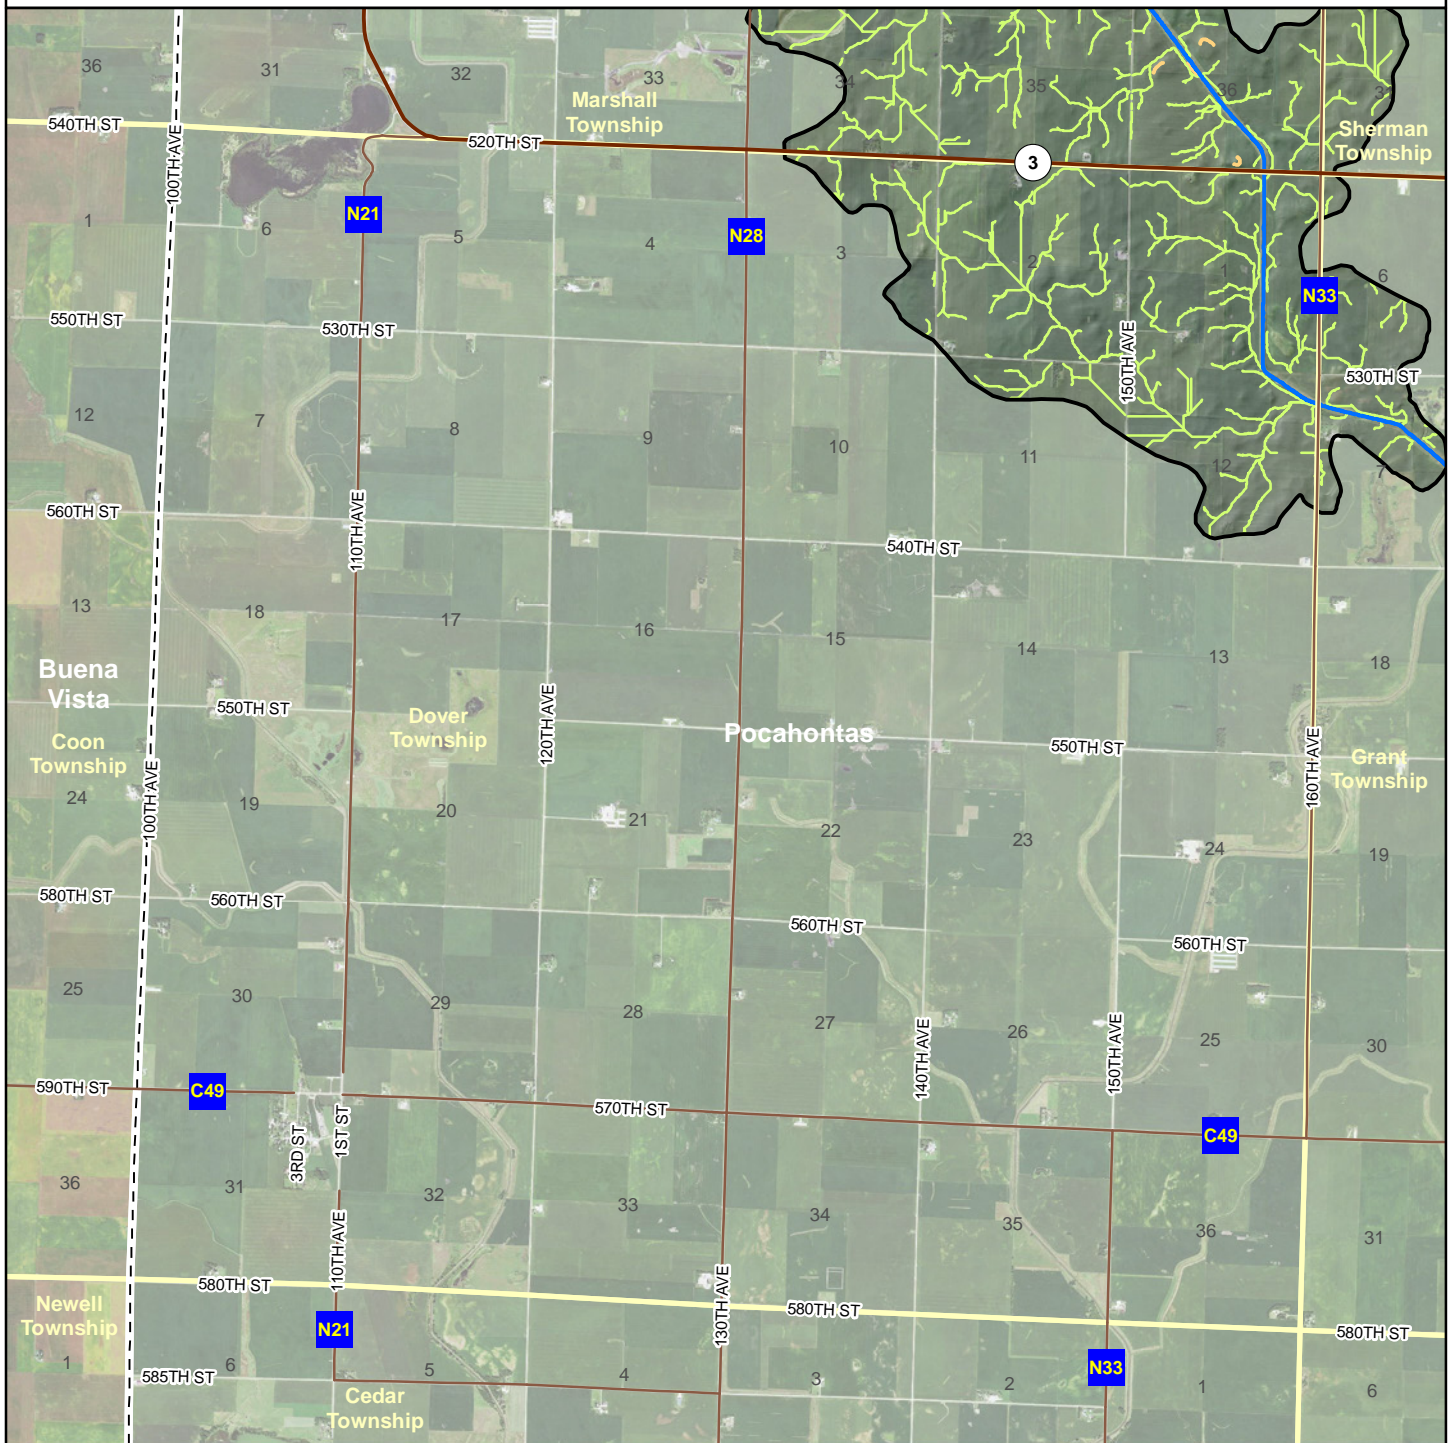 36
31
32
33
34
35
36
31
Marshall
Township
Sherman
Township
540TH ST
100TH AVE
520TH ST
3
1
6
N21
5
4
N28
3
2
1
N33
6
550TH ST
530TH ST
150TH AVE
530TH ST
12
7
8
9
10
11
12
7
560TH ST
110TH AVE
540TH ST
13
18
17
16
15
14
13
18
Buena
Vista
550TH ST
Dover
Township
120TH AVE
Pocahontas
550TH ST
160TH AVE
Grant
Township
Coon
Township
100TH AVE
24
19
20
21
22
23
24
19
580TH ST
560TH ST
560TH ST
560TH ST
25
30
29
28
27
26
25
30
140TH AVE
150TH AVE
590TH ST
C49
570TH ST
C49
3RD ST
1ST ST
36
31
32
33
34
35
36
31
110TH AVE
580TH ST
130TH AVE
580TH ST
580TH ST
Newell
Township
N21
N33
1
6
5
4
3
2
1
6
585TH ST
Cedar
Township